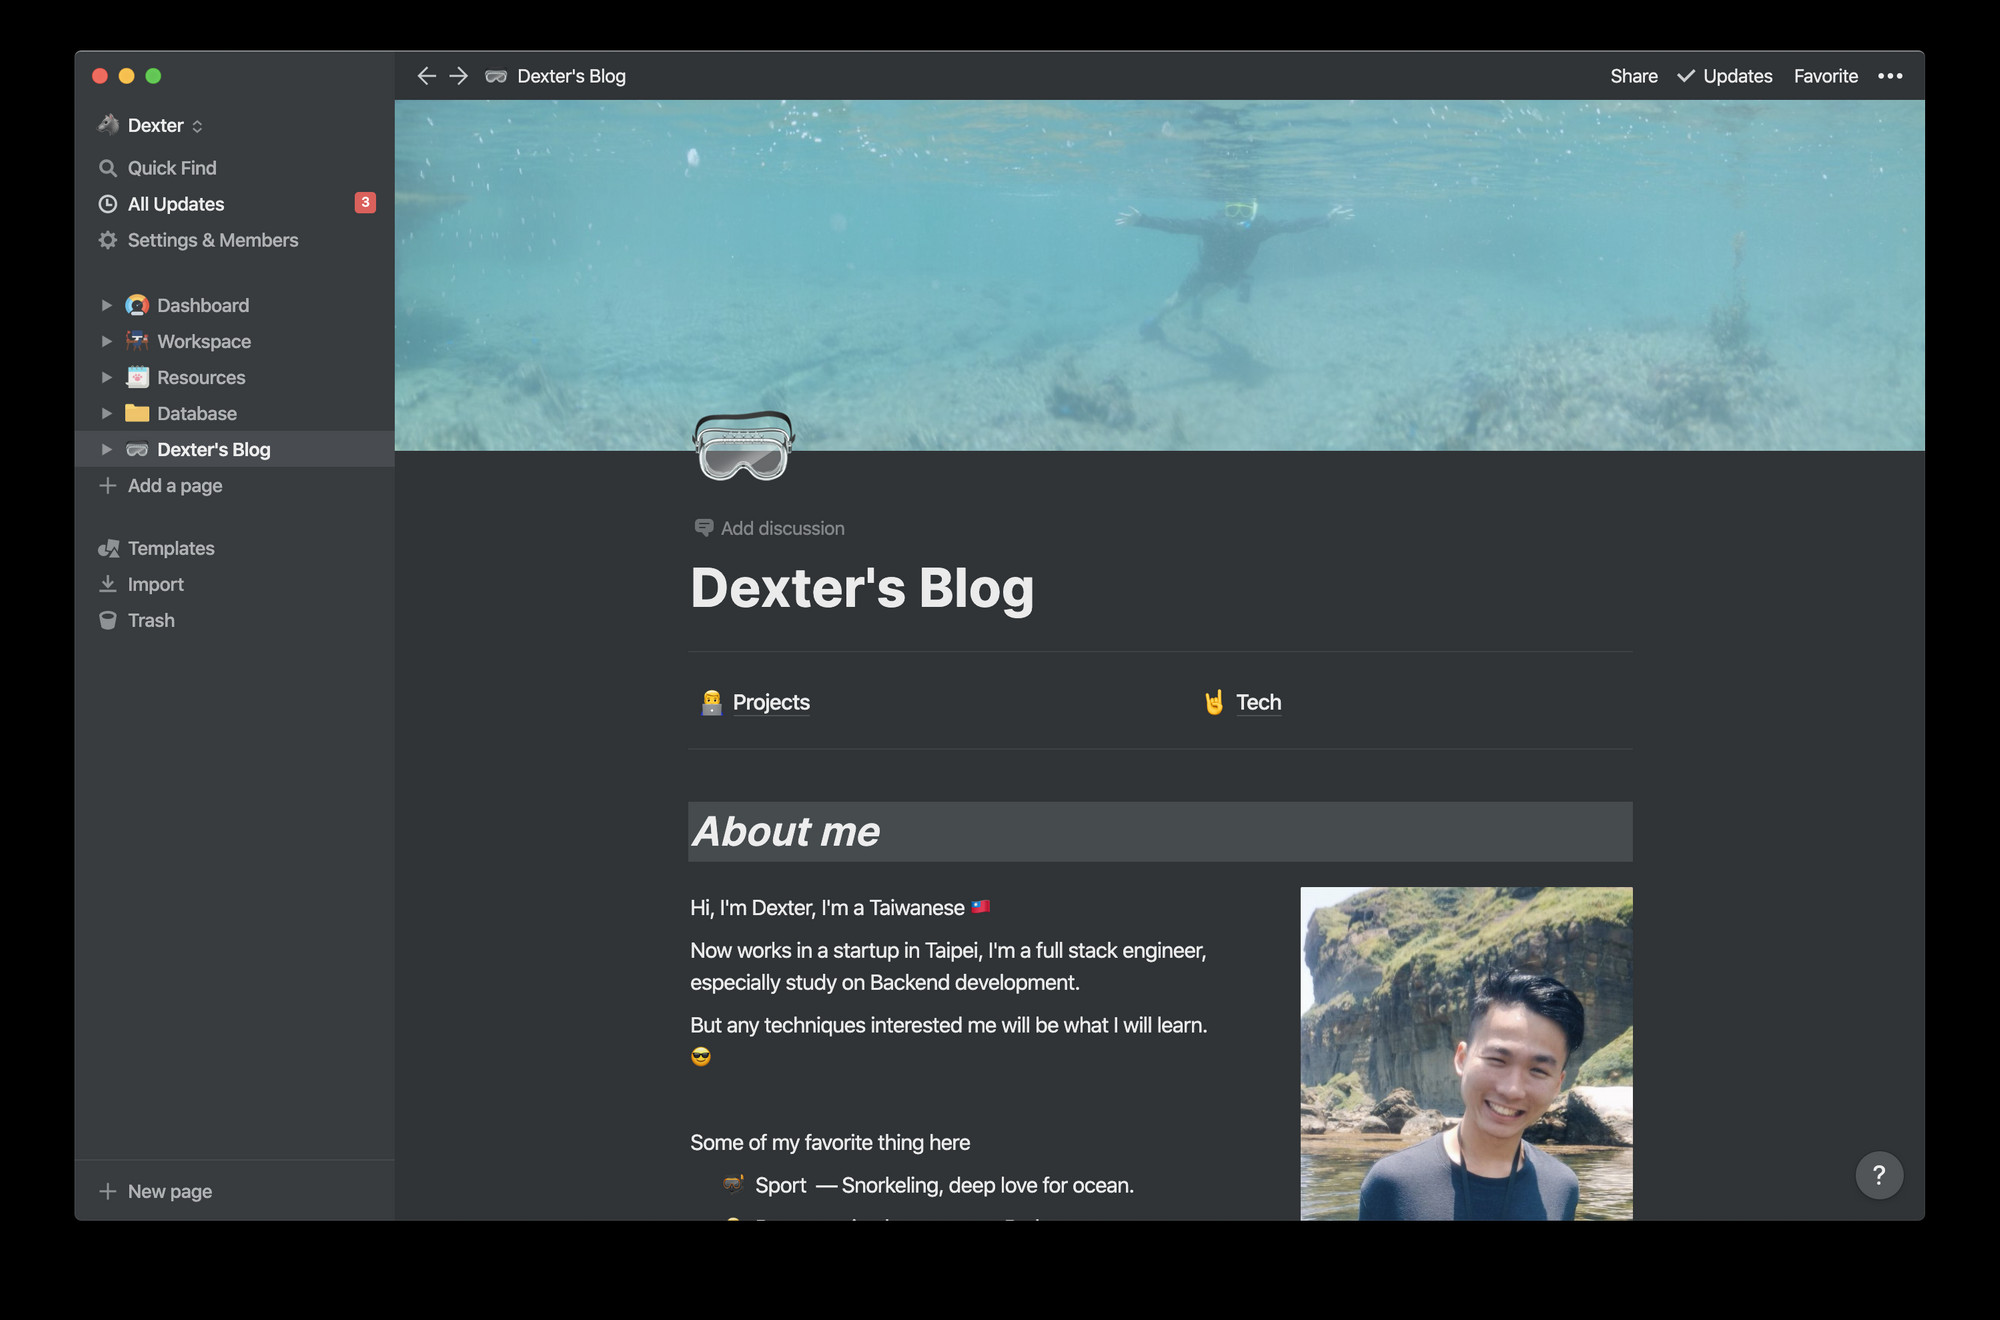 Dexter's Blog
Share
Updates
Favorite
Dexter
Quick Find
All Updates
3
Settings & Members
Dashboard
Workspace
Resources
Database
Dexter's Blog
Add a page
Templates
Import
Trash
New page
Add discussion
Dexter's Blog
Projects
Tech
About me
Hi, I'm Dexter, I'm a Taiwanese 🇹🇼
Now works in a startup in Taipei, I'm a full stack engineer,
especially study on Backend development.
But any techniques interested me will be what I will learn.
😎
Some of my favorite thing here
Sport — Snorkeling, deep love for ocean.
?